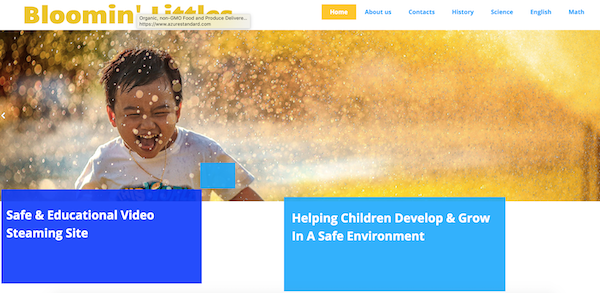 Bloomin' Littles
Organic, non-GMO Food and Produce Delivere...
https://www.azurestandard.com
Home About us Contacts History Science English Math
Safe & Educational Video
Steaming Site
Helping Children Develop & Grow
In A Safe Environment